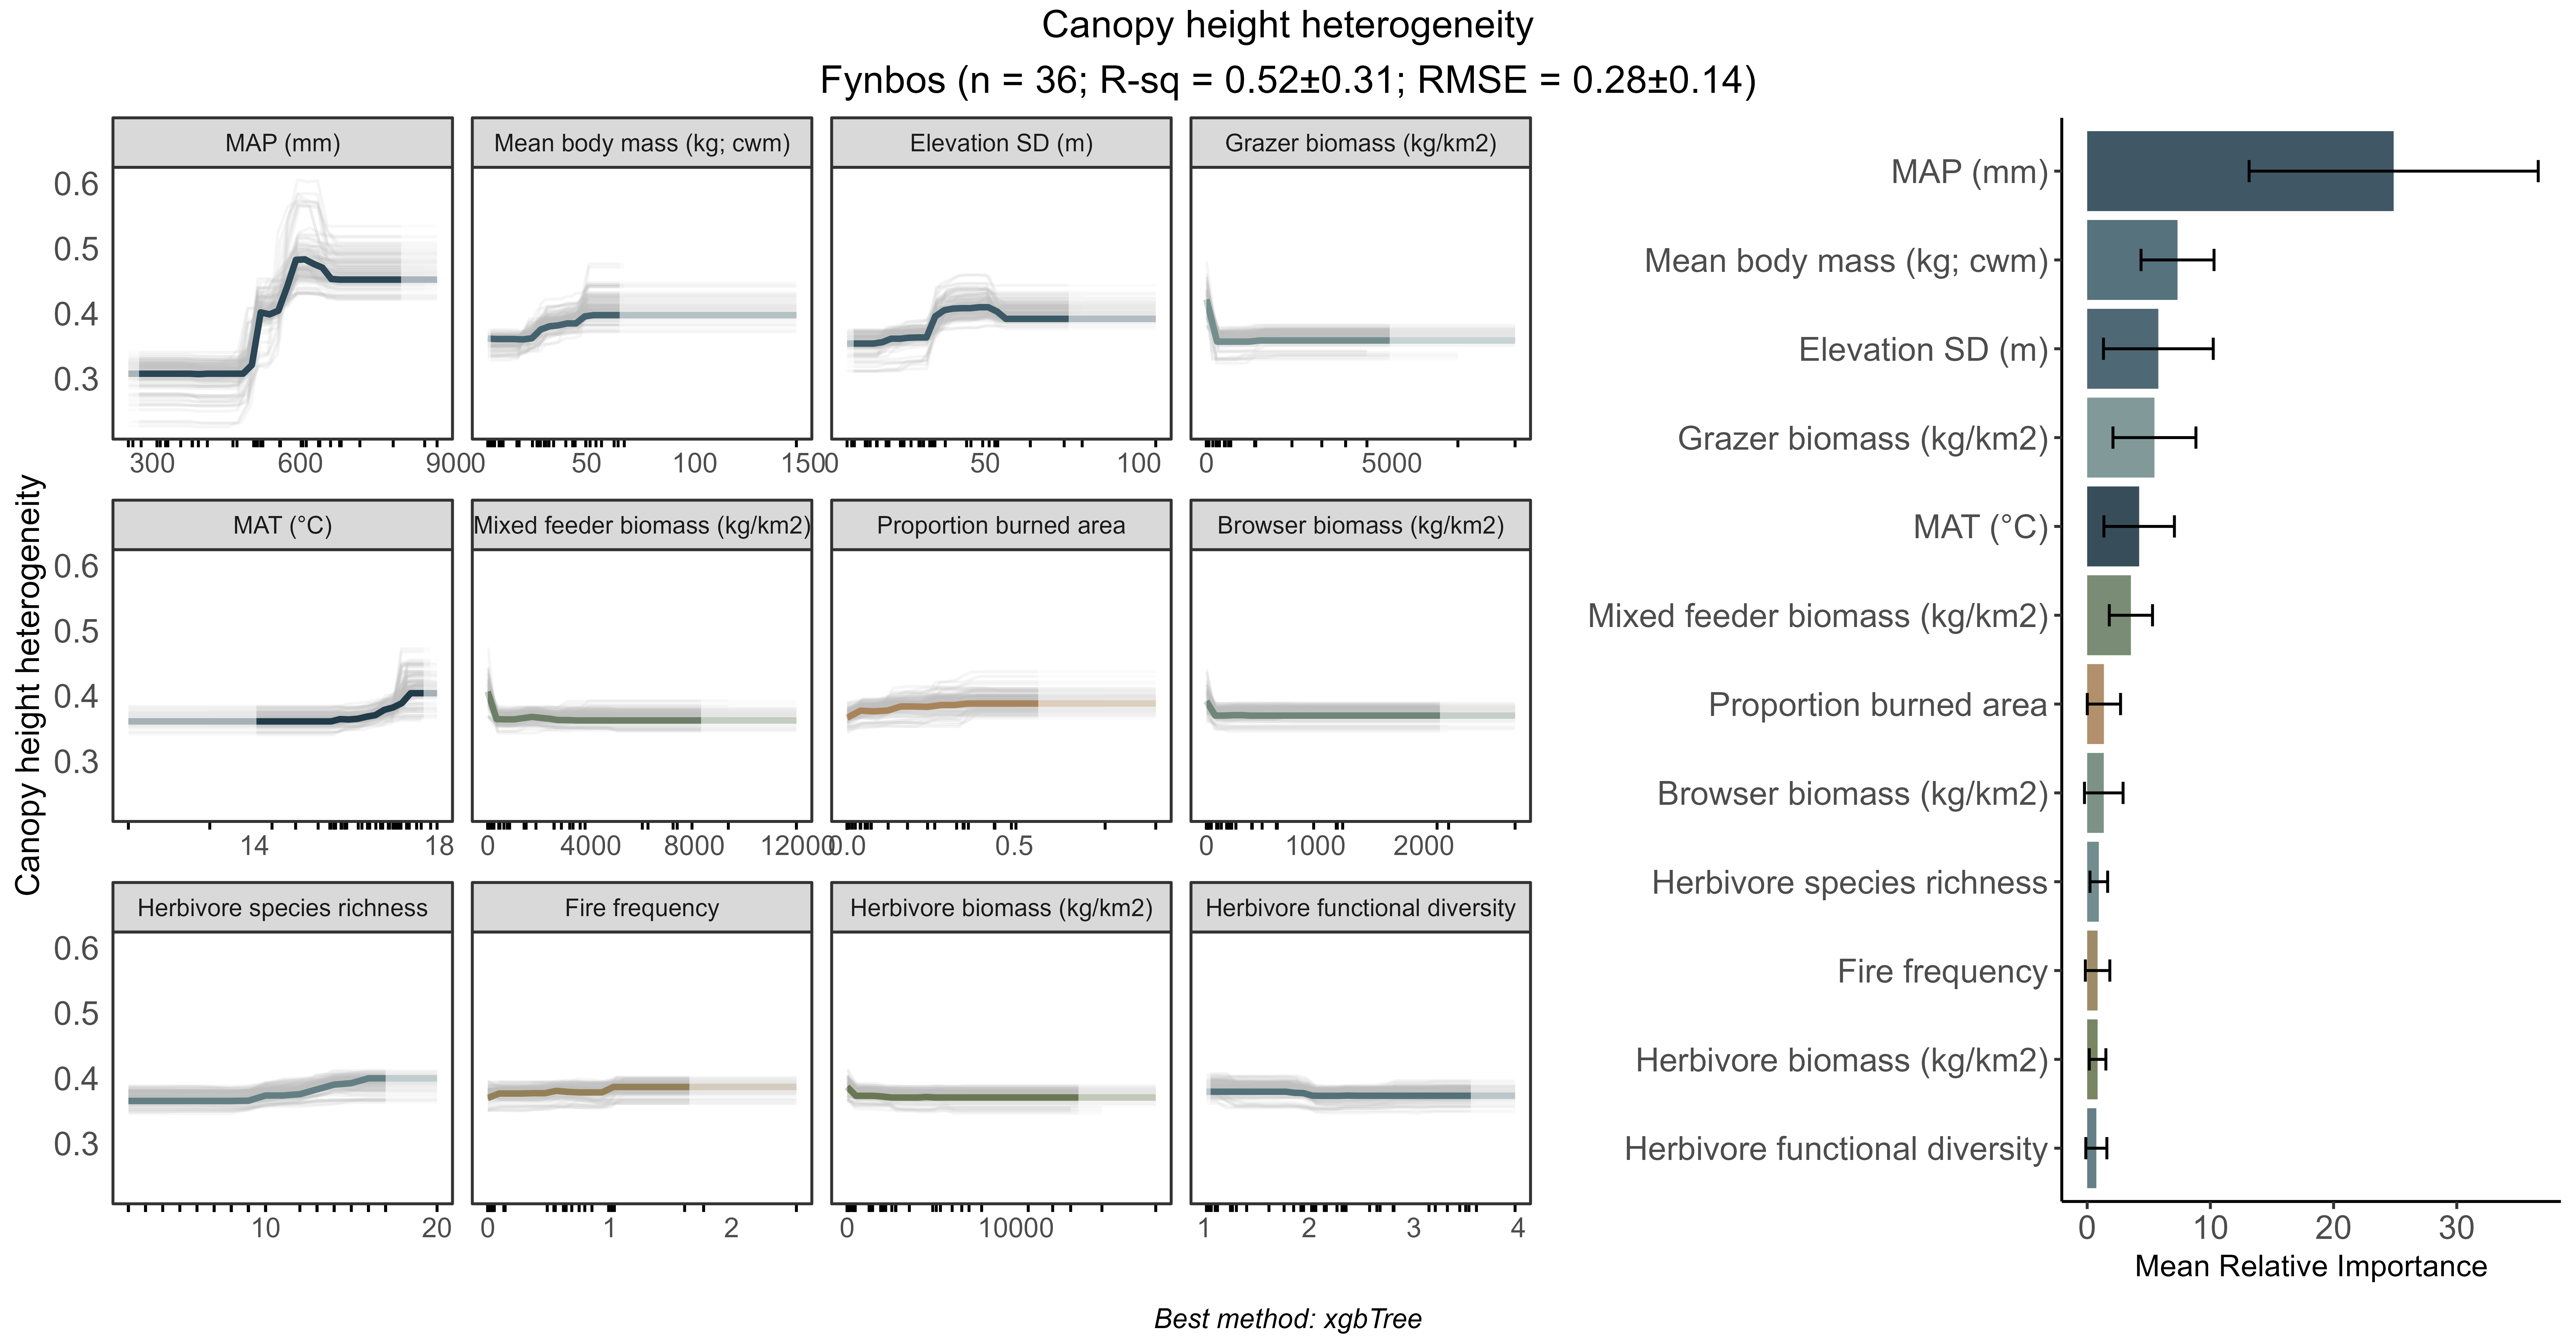 Canopy height heterogeneity
Fynbos (n = 36; R-sq = 0.52±0.31; RMSE = 0.28±0.14)
Canopy height heterogeneity
MAP (mm)
Mean body mass (kg; cwm)
Elevation SD (m)
Grazer biomass (kg/km2)
0.6
0.5
0.4
0.3
300 600 900
0 50 100 150
0 50 100
0 5000
MAT (°C)
Mixed feeder biomass (kg/km2)
Proportion burned area
Browser biomass (kg/km2)
0.6
0.5
0.4
0.3
14 18
0 4000 8000 12000
0.0 0.5
0 1000 2000
Herbivore species richness
Fire frequency
Herbivore biomass (kg/km2)
Herbivore functional diversity
0.6
0.5
0.4
0.3
10 20
0 1 2
0 10000
1 2 3 4
MAP (mm)
Mean body mass (kg; cwm)
Elevation SD (m)
Grazer biomass (kg/km2)
MAT (°C)
Mixed feeder biomass (kg/km2)
Proportion burned area
Browser biomass (kg/km2)
Herbivore species richness
Fire frequency
Herbivore biomass (kg/km2)
Herbivore functional diversity
0 10 20 30
Mean Relative Importance
Best method: xgbTree